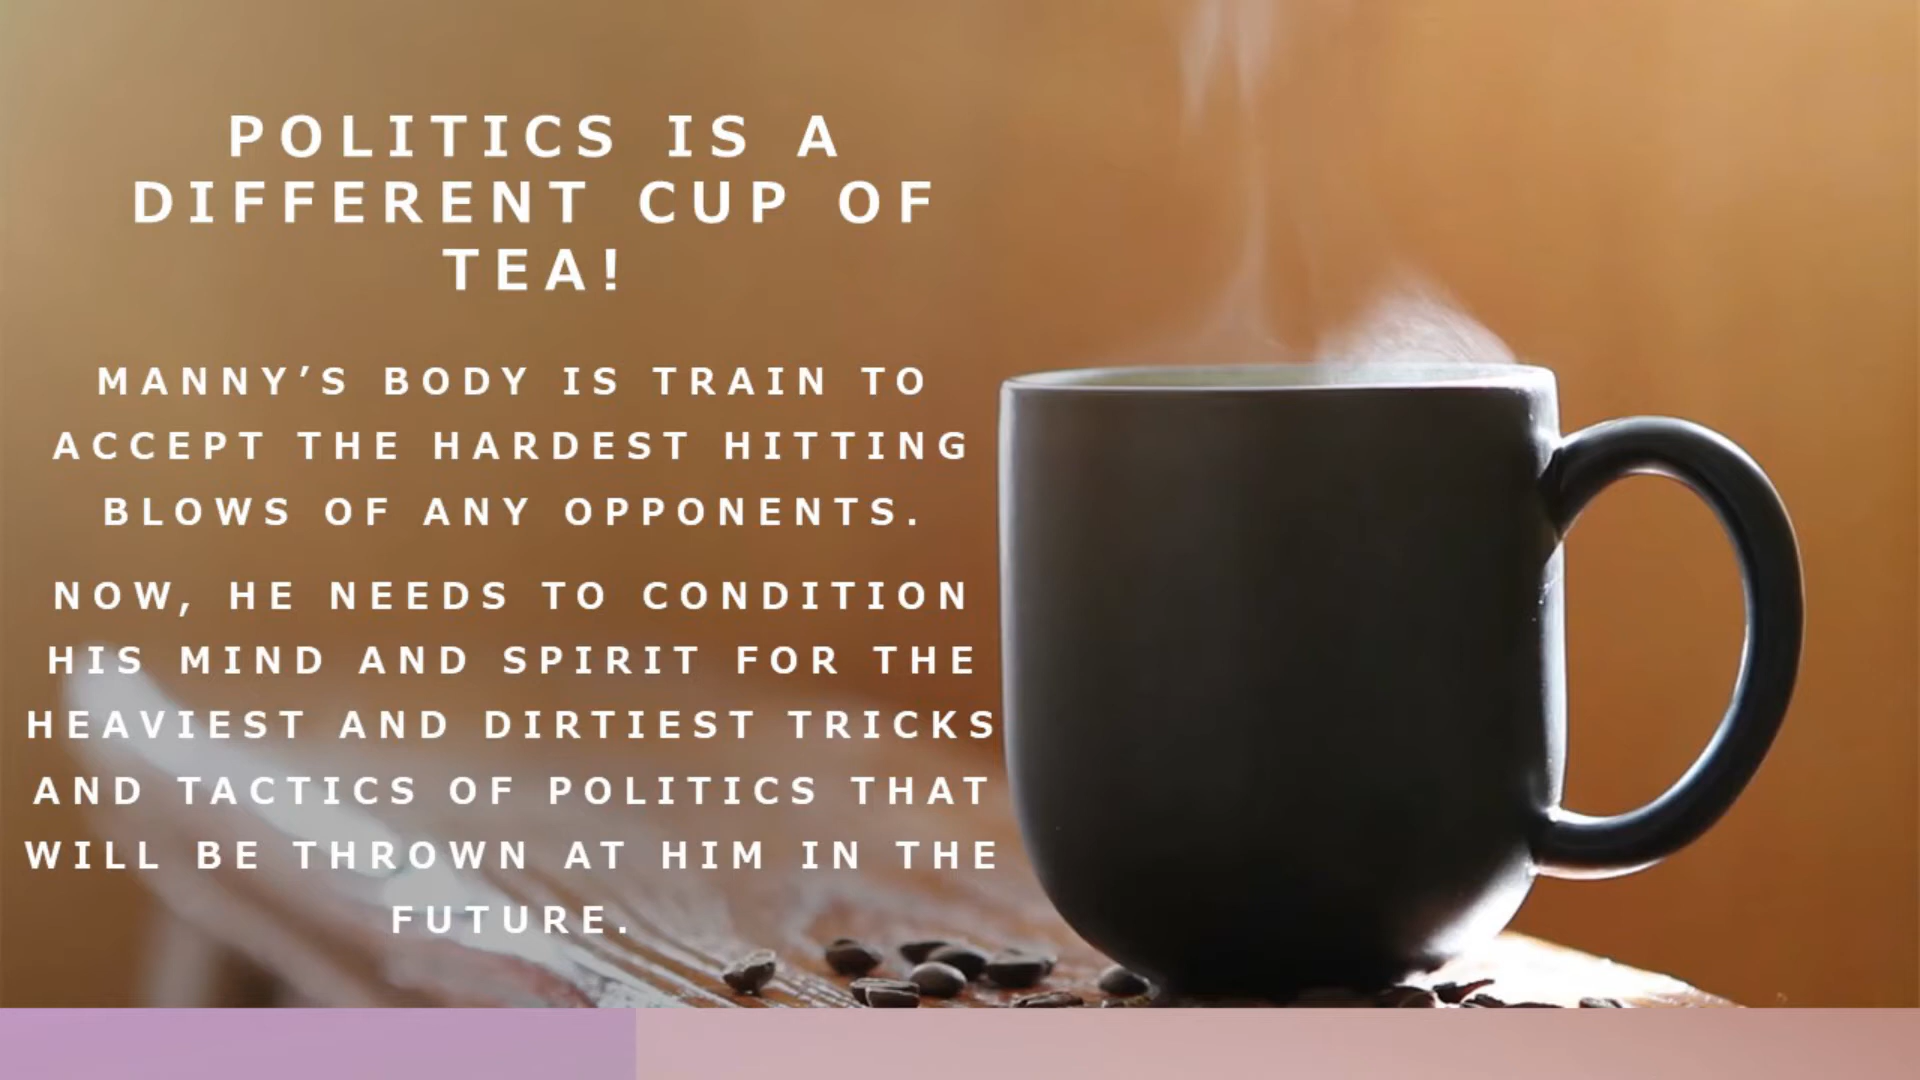 POLITICS IS A
DIFFERENT CUP OF
TEA!
MANNY’S BODY IS TRAIN TO
ACCEPT THE HARDEST HITTING
BLOWS OF ANY OPPONENTS.
NOW, HE NEEDS TO CONDITION
HIS MIND AND SPIRIT FOR THE
HEAVIEST AND DIRTIEST TRICKS
AND TACTICS OF POLITICS THAT
WILL BE THROWN AT HIM IN THE
FUTURE.